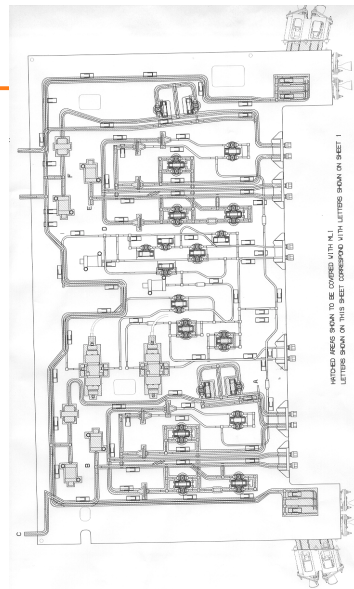 HATCHED AREAS SHOWN TO BE COVERED WITH MLI
LETTERS SHOWN ON THIS SHEET CORRESPOND WITH LETTERS SHOWN ON SHEET 1
A
B
C
D
E
F